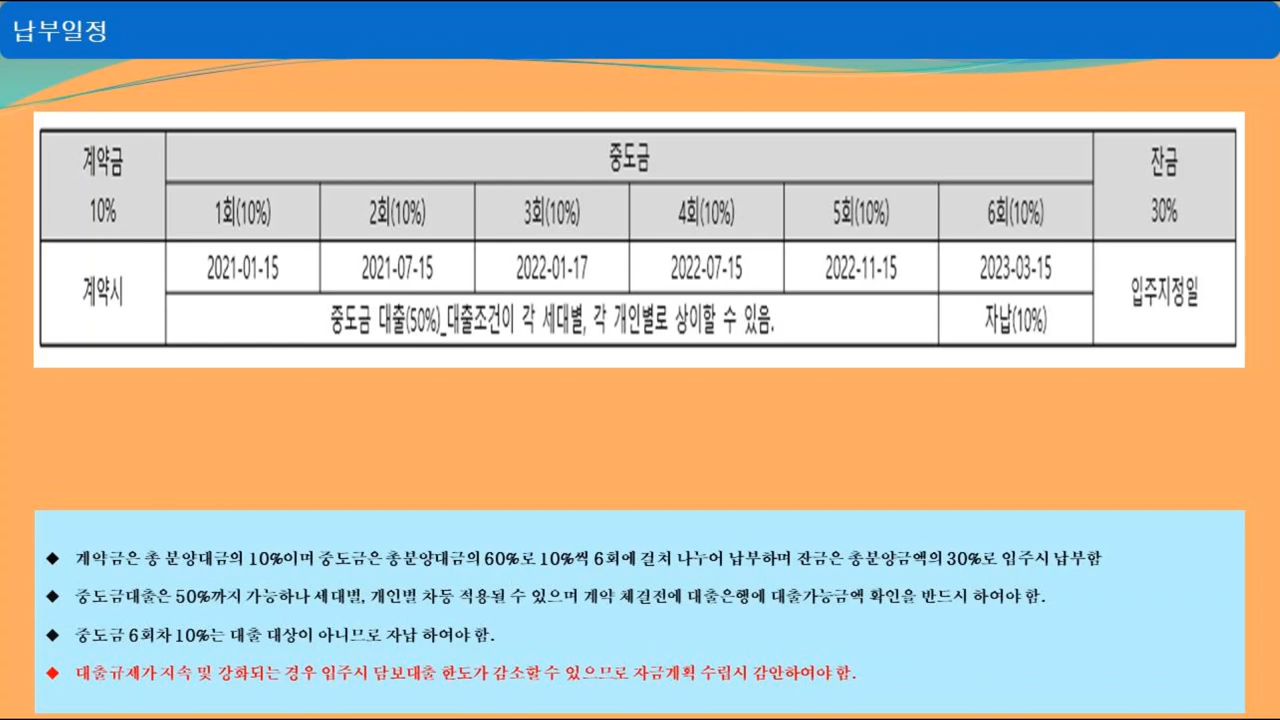 납부일정
계약금 중도금 잔금
10% 1회(10%) 2회(10%) 3회(10%) 4회(10%) 5회(10%) 6회(10%) 30%
계약시 2021-01-15 2021-07-15 2022-01-17 2022-07-15 2022-11-15 2023-03-15 입주지정일
중도금 대출(50%)_대출조건이 각 세대별, 각 개인별로 상이할 수 있음. 자납(10%)
◆ 계약금은 총 분양대금의 10%이며 중도금은 총분양대금의 60%로 10%씩 6회에 걸쳐 나누어 납부하며 잔금은 총분양금액의 30%로 입주시 납부함
◆ 중도금대출은 50%까지 가능하나 세대별, 개인별 차등 적용될 수 있으며 계약 체결전에 대출은행에 대출가능금액 확인을 반드시 하여야 함.
◆ 중도금 6회차 10%는 대출 대상이 아니므로 자납 하여야 함.
◆ 대출규제가 지속 및 강화되는 경우 입주시 담보대출 한도가 감소할 수 있으므로 자금계획 수립시 감안하여야 함.